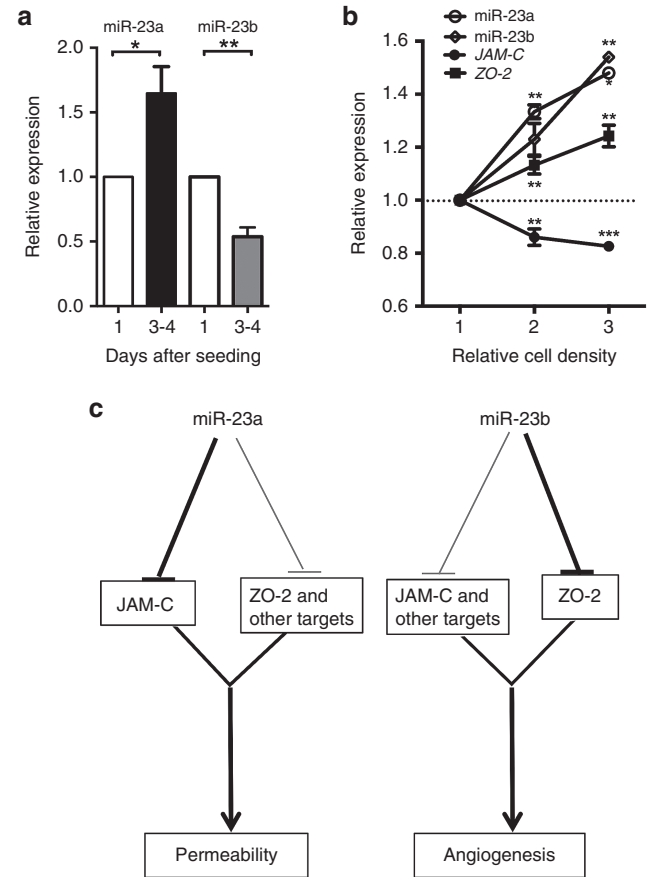 a
miR-23a miR-23b
* **
2.0
1.5
1.0
0.5
0.0
Relative expression
1 3-4 1 3-4
Days after seeding
b
miR-23a
miR-23b
JAM-C
ZO-2
1.6
1.4
1.2
1.0
0.8
0.6
Relative expression
** **
*
**
**
** ***
1 2 3
Relative cell density
c
miR-23a
miR-23b
JAM-C
ZO-2 and
other targets
JAM-C and
other targets
ZO-2
Permeability
Angiogenesis